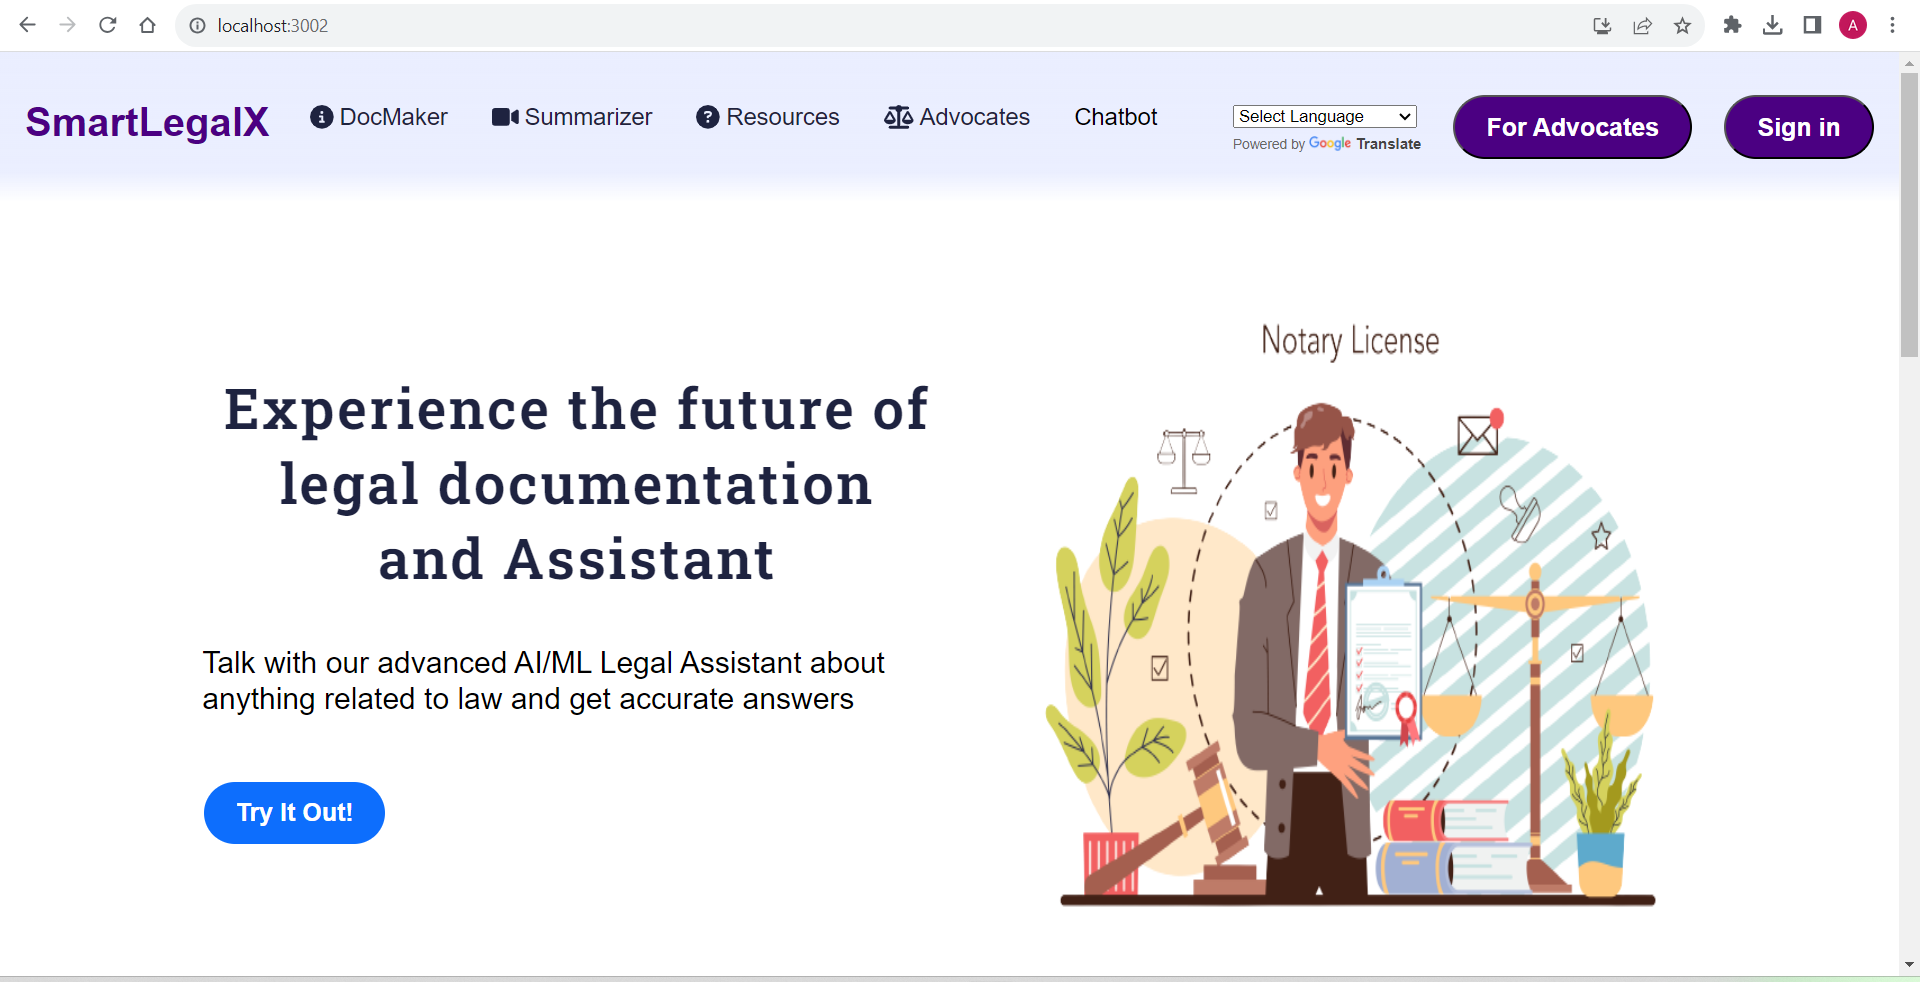 localhost:3002
A
SmartLegalX
DocMaker
Summarizer
Resources
Advocates
Chatbot
Select Language
Powered by Google Translate
For Advocates
Sign in
Notary License
Experience the future of
legal documentation
and Assistant
Talk with our advanced AI/ML Legal Assistant about
anything related to law and get accurate answers
Try It Out!